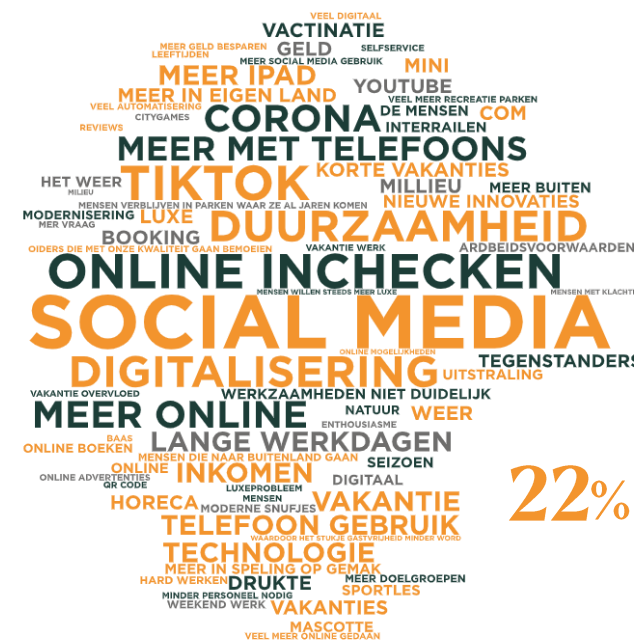 VEEL DIGITAAL
VACTINATIE
MEER GELD BESPAREN
GELD
SELFSERVICE
LEEFTIJDEN
MEER SOCIAL MEDIA GEBRUIK
MINI
MEER IPAD
YOUTUBE
MEER IN EIGEN LAND
VEEL MEER RECREATIE PARKEN
VEEL AUTOMATISERING
CORONA
DE MENSEN
COM
CITYGAMES
REVIEWS
INTERRAILEN
MEER MET TELEFOONS
KORTE VAKANTIES
TIKTOK
HET WEER
MILLIEU
MEER BUITEN
MILIEU
NIEUWE INNOVATIES
MENSEN VERBLIJVEN IN PARKEN WAAR ZE AL JAREN KOMEN
MODERNISERING
LUXE
DUURZAAMHEID
MER VRAAG
BOOKING
OIDERS DIE MET ONZE KWALITEIT GAAN BEMOEIEN
VAKANTIE WERK
ARDBEIDSVOORWAARDEN
ONLINE INCHECKEN
MENSEN WILLEN STEEDS MEER LUXE
MENSEN MET KLACHT
SOCIAL MEDIA
ONLINE MOGELIJKHEDEN
TEGENSTANDERS
DIGITALISERING
UITSTRALING
VAKANTIE OVERVLOED
WERKZAAMHEDEN NIET DUIDELIJK
MEER ONLINE
NATUUR
WEER
ENTHOUSIASME
BAAS
LANGE WERKDAGEN
ONLINE BOEKEN
MENSEN DIE NAAR BUITENLAND GAAN
SEIZOEN
ONLINE
INKOMEN
ONLINE ADVERTENTIES
DIGITAAL
QR CODE
LUXEPROBLEEM
22%
HORECA
MENSEN
VAKANTIE
MODERNE SNUFJES
TELEFOON GEBRUIK
WAARDOOR HET STUKJE GASTVRIJHEID MINDER WORD
TECHNOLOGIE
MEER IN SPELING OP GEMAK
HARD WERKEN
DRUKTE
MEER DOELGROEPEN
SPORTLES
MINDER PERSONEEL NODIG
WEEKEND WERK
VAKANTIES
MASCOTTE
VEEL MEER ONLINE GEDAAN